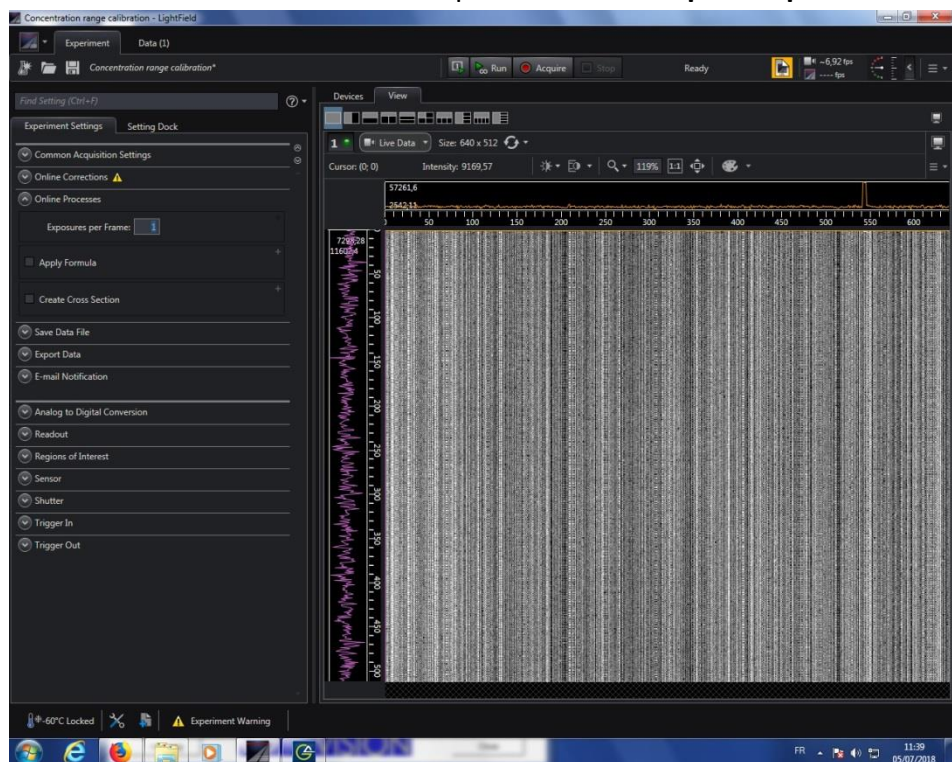 Concentration range calibration - LightField
Experiment Data (1)
Concentration range calibration*
Run Acquire Stop Ready ~6,92 fps
---- fps
Find Setting (Ctrl+F)
Devices View
Experiment Settings Setting Dock
1 Live Data Size: 640 x 512
Common Acquisition Settings
Cursor: (0; 0) Intensity: 9169,57 119% 1:1
Online Corrections
57261,6
Online Processes
2542,11
50 100 150 200 250 300 350 400 450 500 550 600
Exposures per Frame: 1
50
Apply Formula
Create Cross Section
100
Save Data File
Export Data
150
E-mail Notification
200
Analog to Digital Conversion
Readout
250
Regions of Interest
Sensor
300
Shutter
Trigger In
350
Trigger Out
400
450
500
-60°C Locked Experiment Warning
FR 11:39
05/07/2018